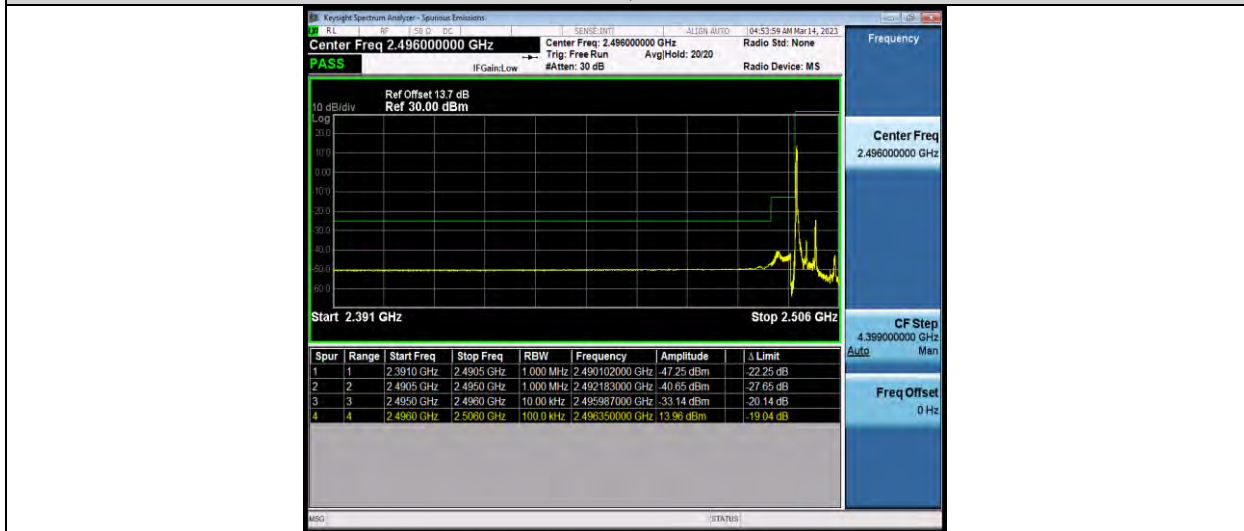 Keysight Spectrum Analyzer - Spurious Emissions
RL RF 50 Ω DC SENSE:INT ALIGN AUTO 04:53:59 AM Mar 14, 2023
Center Freq 2.496000000 GHz Center Freq: 2.496000000 GHz Radio Std: None
Trig: Free Run Avg|Hold: 20/20
PASS IFGain:Low #Atten: 30 dB Radio Device: MS
Ref Offset 13.7 dB
10 dB/div Ref 30.00 dBm
Log
20.0
10.0
0.00
-10.0
-20.0
-30.0
-40.0
-50.0
-60.0
Start 2.391 GHz Stop 2.506 GHz
Spur Range Start Freq Stop Freq RBW Frequency Amplitude Δ Limit
1 1 2.3910 GHz 2.4905 GHz 1.000 MHz 2.490102000 GHz -47.25 dBm -22.25 dB
2 2 2.4905 GHz 2.4950 GHz 1.000 MHz 2.492183000 GHz -40.65 dBm -27.65 dB
3 3 2.4950 GHz 2.4960 GHz 10.00 kHz 2.495987000 GHz -33.14 dBm -20.14 dB
4 4 2.4960 GHz 2.5060 GHz 100.0 kHz 2.496350000 GHz 13.96 dBm -19.04 dB
MSG STATUS
Frequency
Center Freq
2.496000000 GHz
CF Step
4.399000000 GHz
Auto Man
Freq Offset
0 Hz